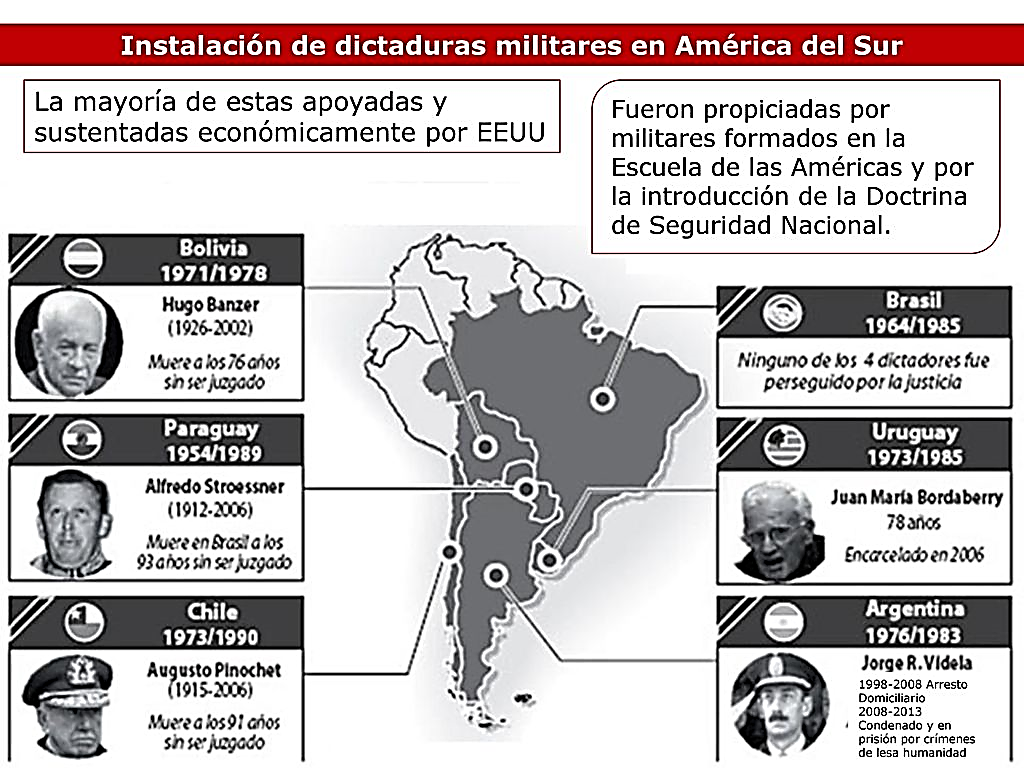 Instalación de dictaduras militares en América del Sur
La mayoría de estas apoyadas y
sustentadas económicamente por EEUU
Fueron propiciadas por
militares formados en la
Escuela de las Américas y por
la introducción de la Doctrina
de Seguridad Nacional.
Bolivia
1971/1978
Hugo Banzer
(1926-2002)
Muere a los 76 años
sin ser juzgado
Paraguay
1954/1989
Alfredo Stroessner
(1912-2006)
Muere en Brasil a los
93 años sin ser juzgado
Chile
1973/1990
Augusto Pinochet
(1915-2006)
Muere a los 91 años
sin ser juzgado
Brasil
1964/1985
Ninguno de los 4 dictadores fue
perseguido por la justicia
Uruguay
1973/1985
Juan María Bordaberry
78 años
Encarcelado en 2006
Argentina
1976/1983
Jorge R. Videla
1998-2008 Arresto
Domiciliario
2008-2013
Condenado y en
prisión por crímenes
de lesa humanidad